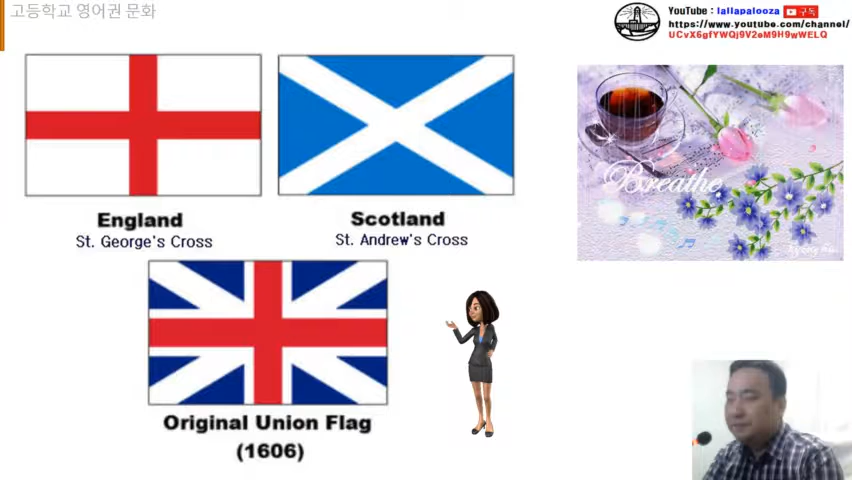 고등학교 영어권 문화
YouTube : lallapalooza 구독
https://www.youtube.com/channel/
UCvX6gfYWQj9V2eM9H9wWELQ
England
St. George's Cross
Scotland
St. Andrew's Cross
Breathe
Original Union Flag
(1606)